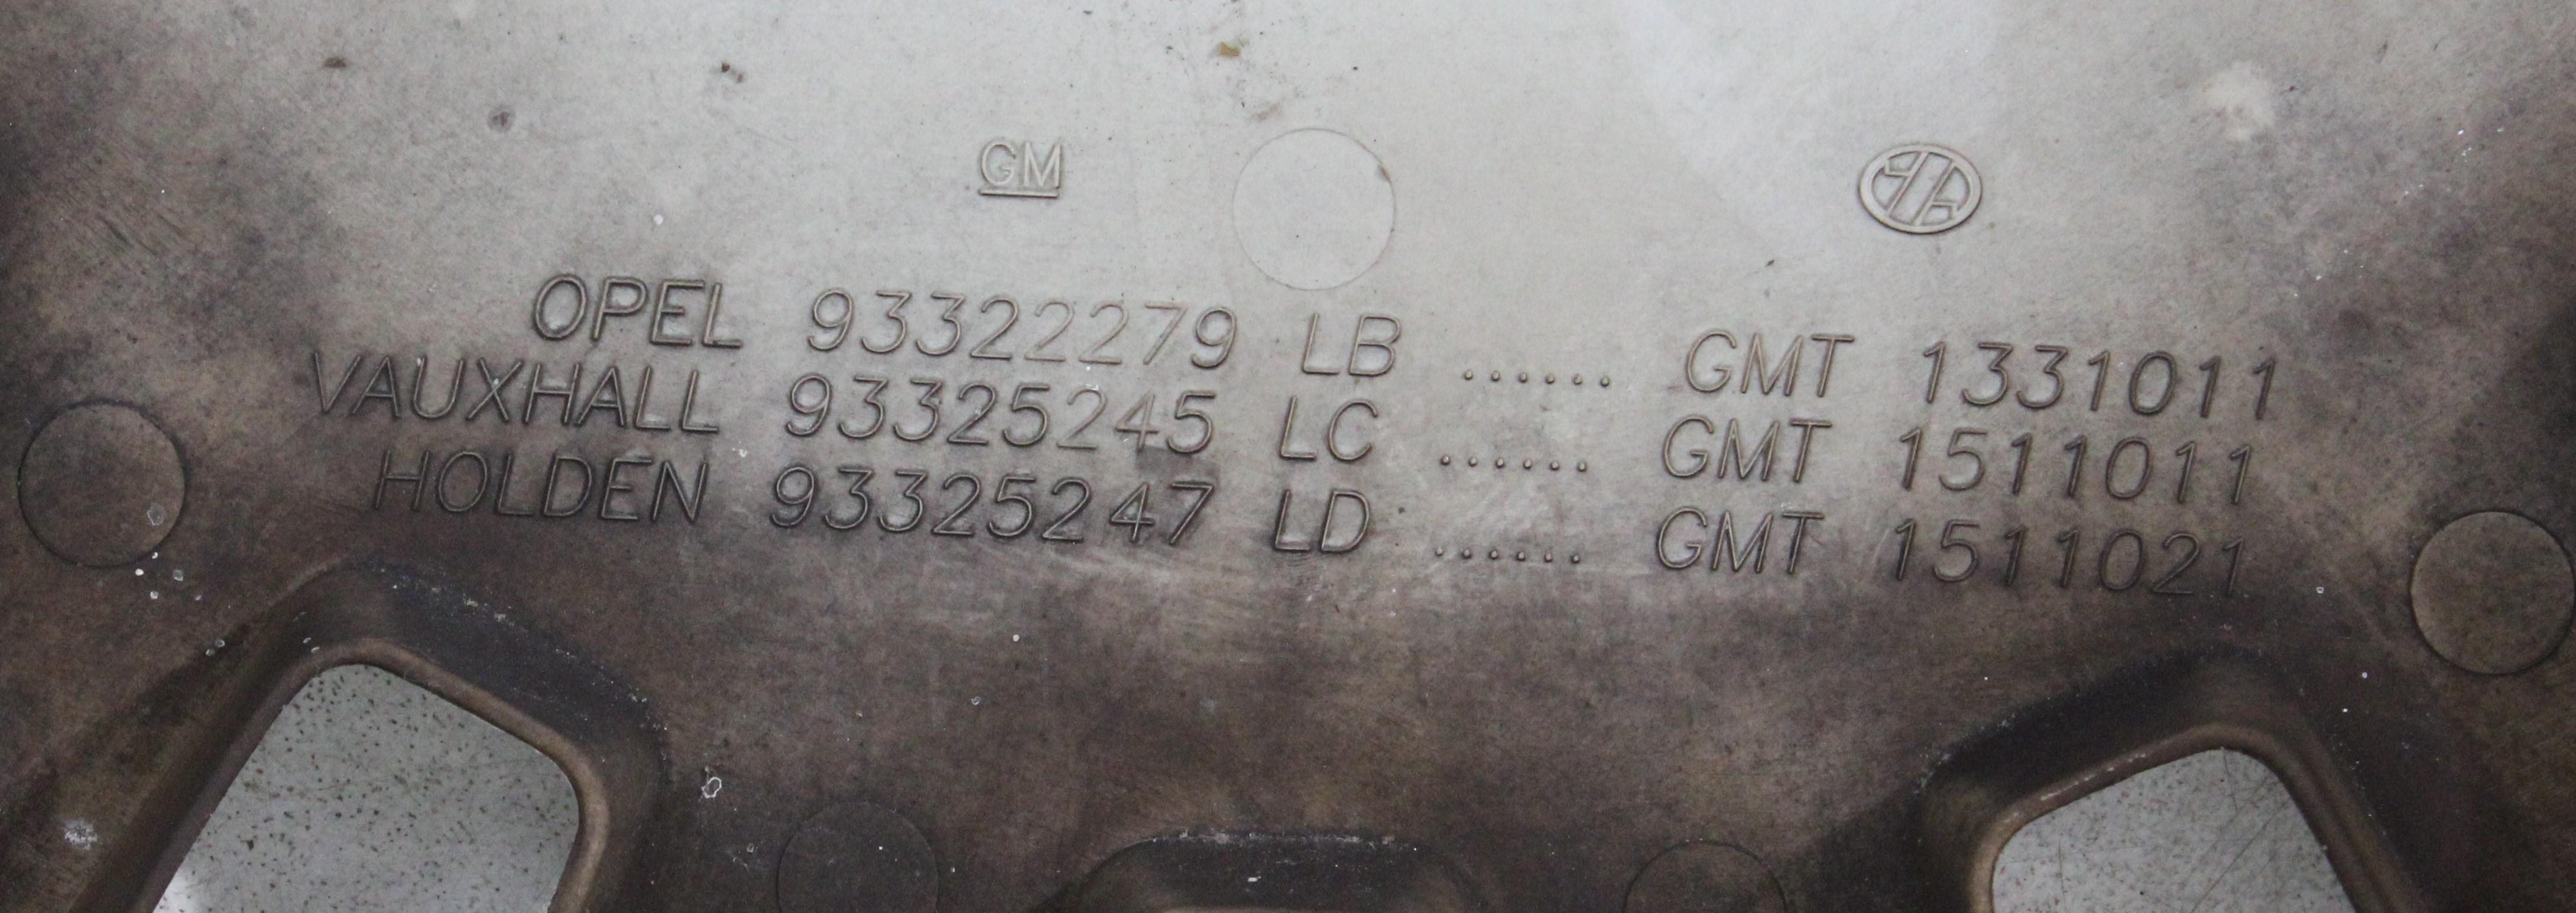 GM
OPEL 93322279 LB ...... GMT 1331011
VAUXHALL 93325245 LC ...... GMT 1511011
HOLDEN 93325247 LD ...... GMT 1511021